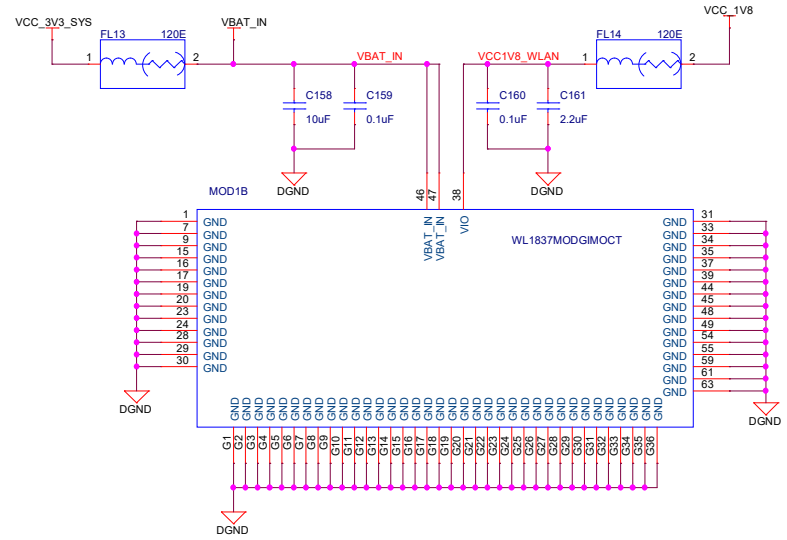 VCC_3V3_SYS
VBAT_IN
VCC_1V8
FL13
120E
FL14
120E
1
2
VBAT_IN
VCC1V8_WLAN
1
2
C158
C159
C160
C161
10uF
0.1uF
0.1uF
2.2uF
DGND
DGND
MOD1B
46
47
38
VBAT_IN
VBAT_IN
VIO
WL1837MODGIMOCT
1 GND
7 GND
9 GND
15 GND
16 GND
17 GND
19 GND
20 GND
23 GND
24 GND
28 GND
29 GND
30 GND
GND 31
GND 33
GND 34
GND 35
GND 37
GND 39
GND 44
GND 45
GND 48
GND 49
GND 54
GND 55
GND 59
GND 61
GND 63
DGND
DGND
GND G1
GND G2
GND G3
GND G4
GND G5
GND G6
GND G7
GND G8
GND G9
GND G10
GND G11
GND G12
GND G13
GND G14
GND G15
GND G16
GND G17
GND G18
GND G19
GND G20
GND G21
GND G22
GND G23
GND G24
GND G25
GND G26
GND G27
GND G28
GND G29
GND G30
GND G31
GND G32
GND G33
GND G34
GND G35
GND G36
DGND